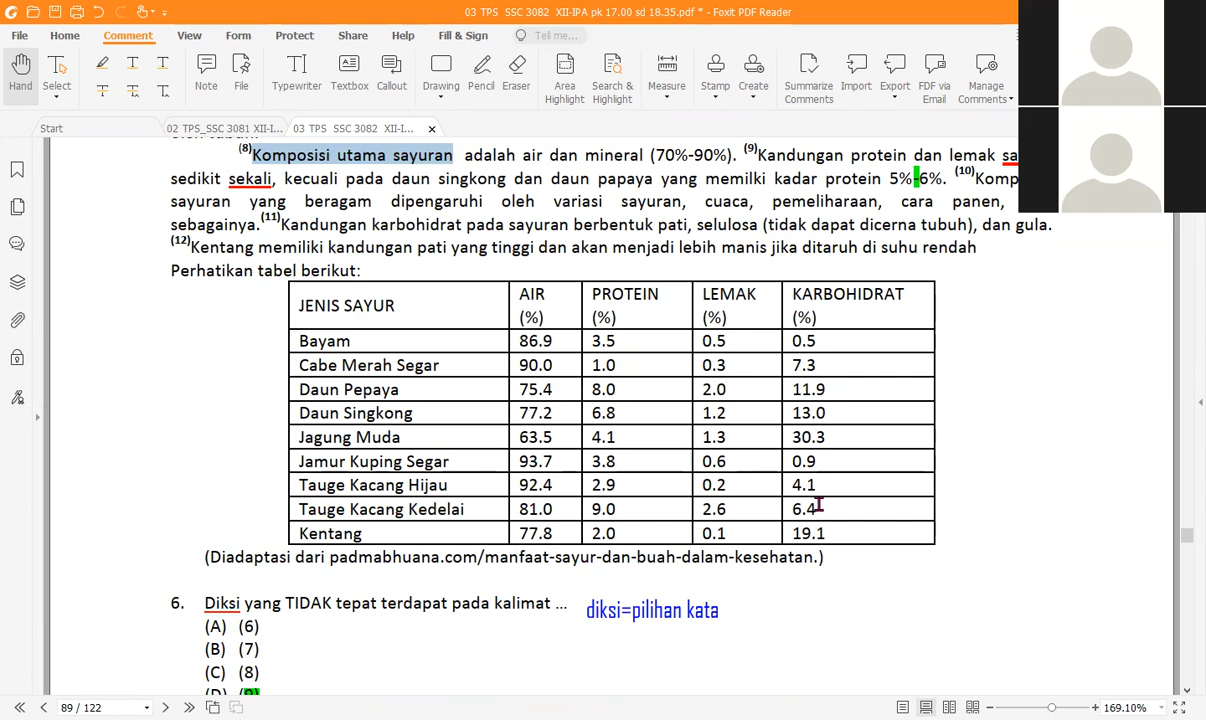 03 TPS SSC 3082 XII-IPA pk 17.00 sd 18.35.pdf * - Foxit PDF Reader
File Home Comment View Form Protect Share Help Fill & Sign Tell me...
Hand Select Note File Typewriter Textbox Callout Drawing Pencil Eraser Area Highlight Search & Highlight Measure Stamp Create Summarize Comments Import Export FDF via Email Manage Comments
Start 02 TPS_SSC 3081 XII-I... 03 TPS SSC 3082 XII-I...
(8)Komposisi utama sayuran adalah air dan mineral (70%-90%). (9)Kandungan protein dan lemak sa
sedikit sekali, kecuali pada daun singkong dan daun papaya yang memilki kadar protein 5%-6%. (10)Komp
sayuran yang beragam dipengaruhi oleh variasi sayuran, cuaca, pemeliharaan, cara panen,
sebagainya.(11)Kandungan karbohidrat pada sayuran berbentuk pati, selulosa (tidak dapat dicerna tubuh), dan gula.
(12)Kentang memiliki kandungan pati yang tinggi dan akan menjadi lebih manis jika ditaruh di suhu rendah
Perhatikan tabel berikut:
JENIS SAYUR AIR (%) PROTEIN (%) LEMAK (%) KARBOHIDRAT (%)
Bayam 86.9 3.5 0.5 0.5
Cabe Merah Segar 90.0 1.0 0.3 7.3
Daun Pepaya 75.4 8.0 2.0 11.9
Daun Singkong 77.2 6.8 1.2 13.0
Jagung Muda 63.5 4.1 1.3 30.3
Jamur Kuping Segar 93.7 3.8 0.6 0.9
Tauge Kacang Hijau 92.4 2.9 0.2 4.1
Tauge Kacang Kedelai 81.0 9.0 2.6 6.4
Kentang 77.8 2.0 0.1 19.1
(Diadaptasi dari padmabhuana.com/manfaat-sayur-dan-buah-dalam-kesehatan.)
6. Diksi yang TIDAK tepat terdapat pada kalimat ... diksi=pilihan kata
(A) (6)
(B) (7)
(C) (8)
(D) (9)
89 / 122 169.10%